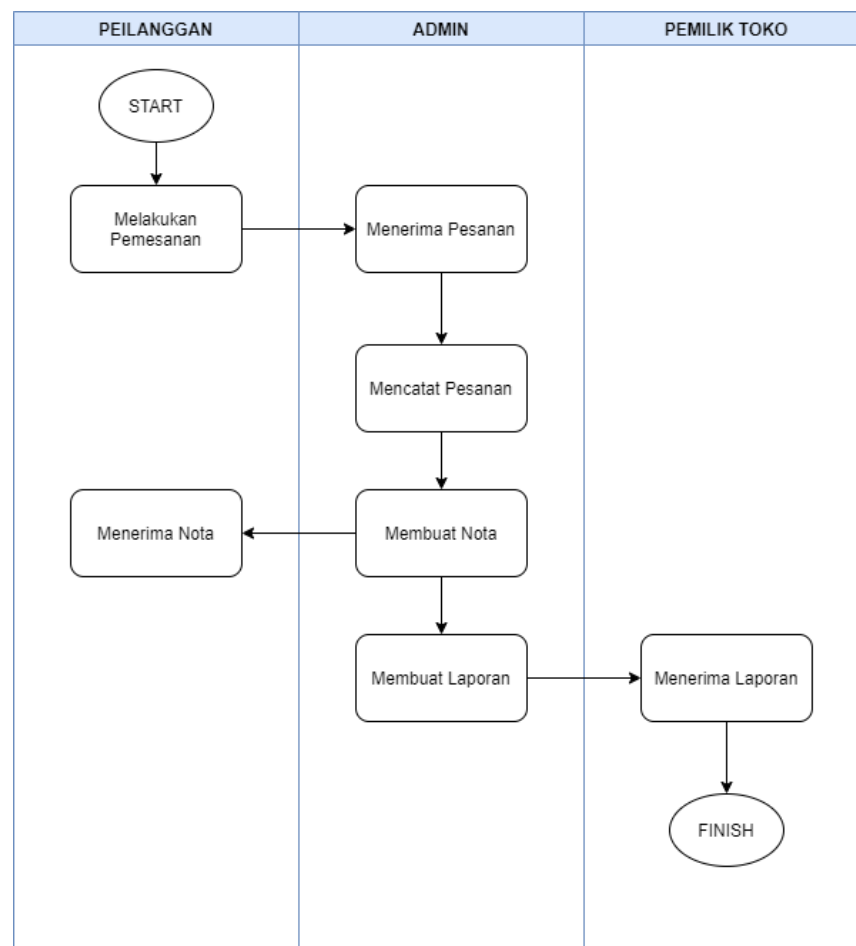 PEILANGGAN
ADMIN
PEMILIK TOKO
START
Melakukan
Pemesanan
Menerima Pesanan
Mencatat Pesanan
Menerima Nota
Membuat Nota
Membuat Laporan
Menerima Laporan
FINISH